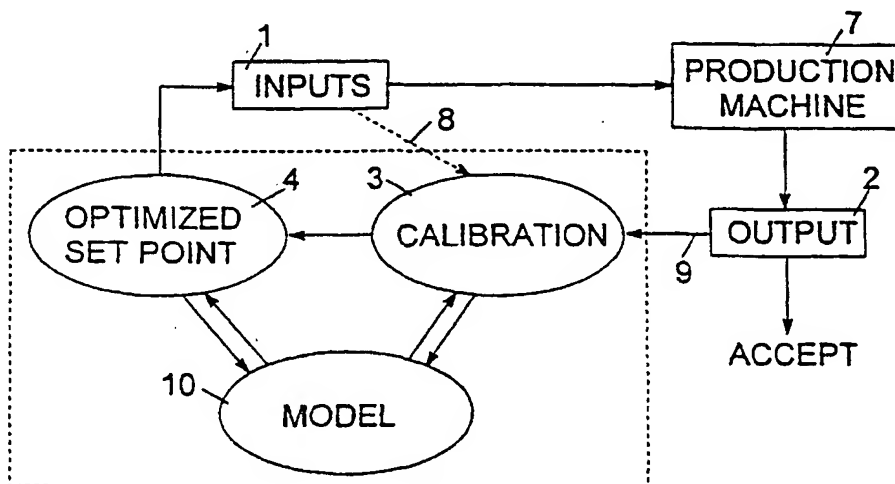 1
INPUTS
7
PRODUCTION
MACHINE
8
4
OPTIMIZED
SET POINT
3
CALIBRATION
2
OUTPUT
9
ACCEPT
10
MODEL